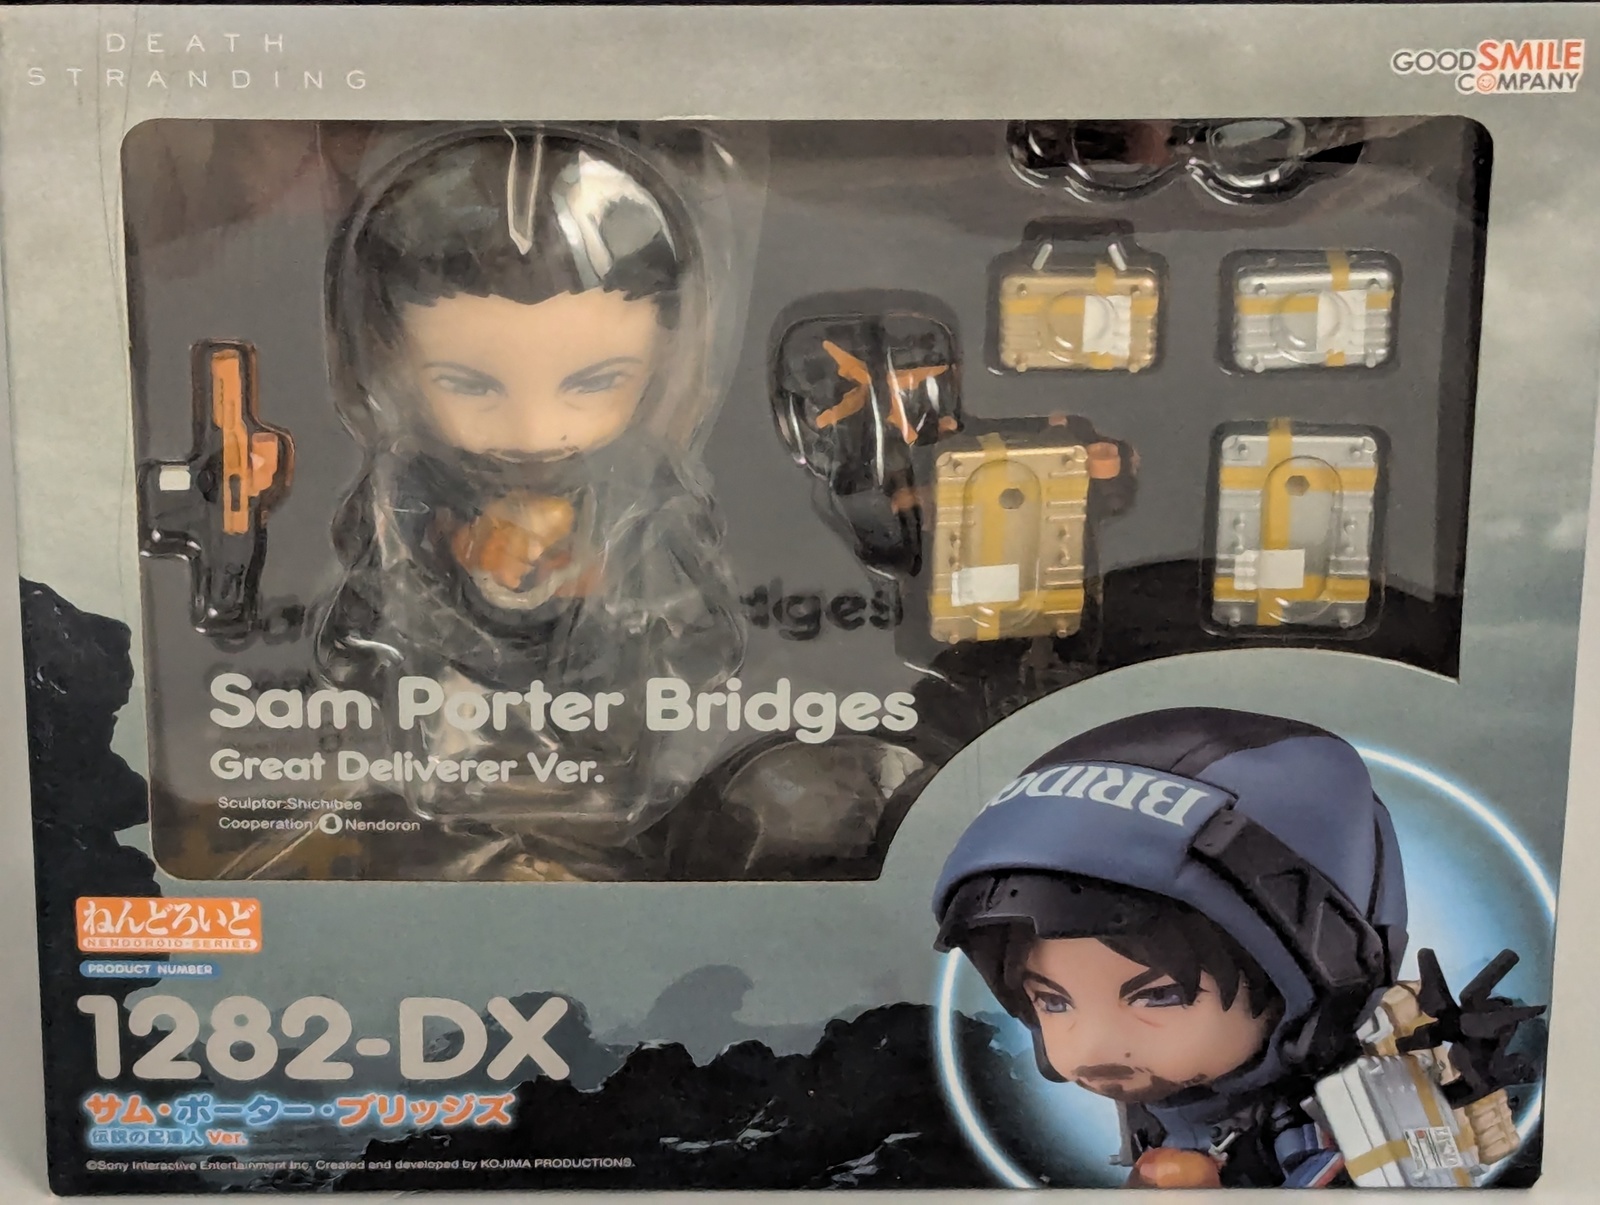 DEATH
STRANDING
GOOD SMILE
COMPANY
dges
Sam Porter Bridges
Great Deliverer Ver.
Sculptor:Shichibee
Cooperation: Nendoron
BRIDG
ねんどろいど
NENDOROID·SERIES
PRODUCT NUMBER
1282-DX
サム・ポーター・ブリッジズ
伝説の配達人 Ver.
©Sony Interactive Entertainment Inc. Created and developed by KOJIMA PRODUCTIONS.